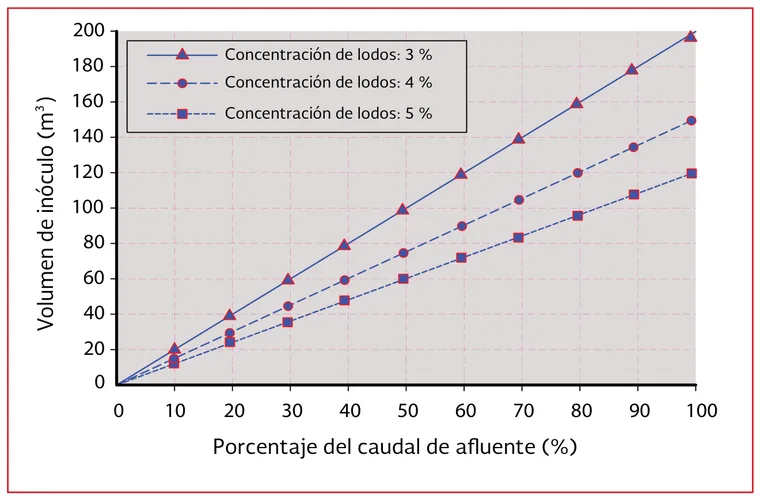 200
180
160
140
120
100
80
60
40
20
0
Volumen de inóculo (m³)
Concentración de lodos: 3 %
Concentración de lodos: 4 %
Concentración de lodos: 5 %
0 10 20 30 40 50 60 70 80 90 100
Porcentaje del caudal de afluente (%)